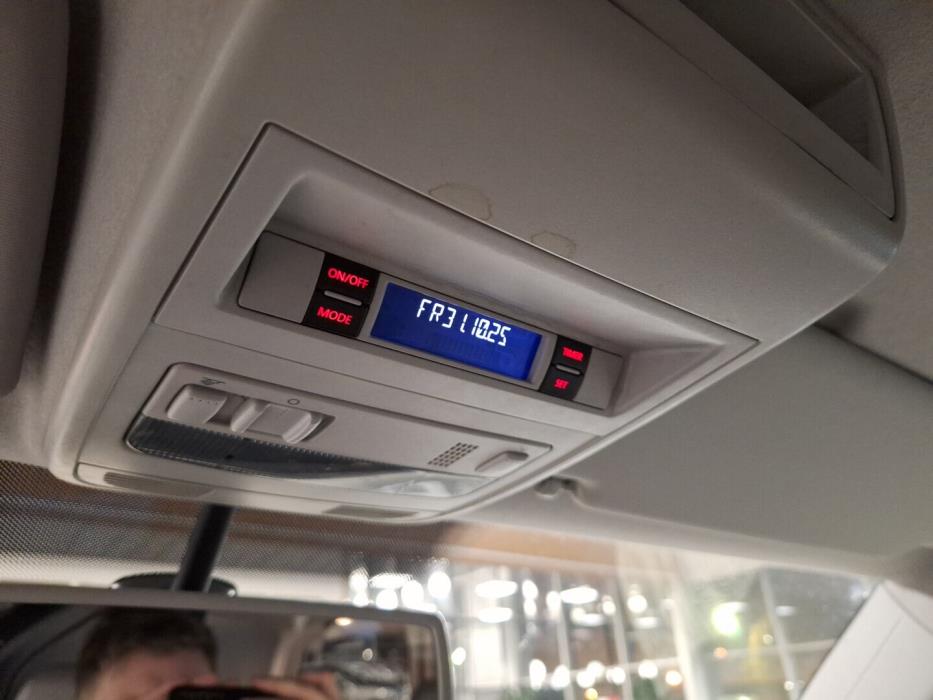 ON/OFF
MODE
FR31 10.25
TIMER
SET